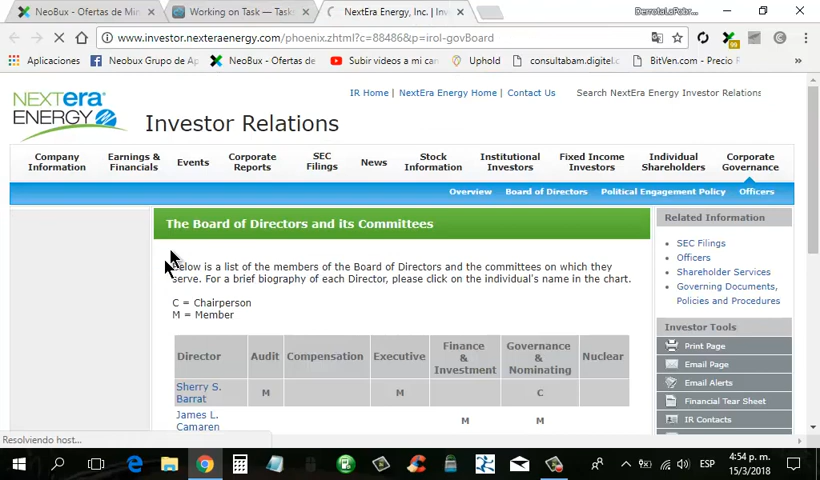 NeoBux - Ofertas de Mi
Working on Task — Tasks
NextEra Energy, Inc. | Inv
www.investor.nexteraenergy.com/phoenix.zhtml?c=88486&p=irol-govBoard
Aplicaciones
Neobux Grupo de Ap
NeoBux - Ofertas de
Subir videos a mi can
Uphold
consultabam.digitel.c
BitVen.com - Precio
»
NEXTera
ENERGY
Investor Relations
IR Home | NextEra Energy Home | Contact Us
Search NextEra Energy Investor Relations
Company
Information
Earnings &
Financials
Events
Corporate
Reports
SEC
Filings
News
Stock
Information
Institutional
Investors
Fixed Income
Investors
Individual
Shareholders
Corporate
Governance
Overview
Board of Directors
Political Engagement Policy
Officers
The Board of Directors and its Committees
Below is a list of the members of the Board of Directors and the committees on which they
serve. For a brief biography of each Director, please click on the individual's name in the chart.
C = Chairperson
M = Member
Director
Audit
Compensation
Executive
Finance
&
Investment
Governance
&
Nominating
Nuclear
Sherry S.
Barrat
M
M
C
James L.
Camaren
M
M
Related Information
SEC Filings
Officers
Shareholder Services
Governing Documents,
Policies and Procedures
Investor Tools
Print Page
Email Page
Email Alerts
Financial Tear Sheet
IR Contacts
Resolviendo host...
ESP
4:54 p. m.
15/3/2018